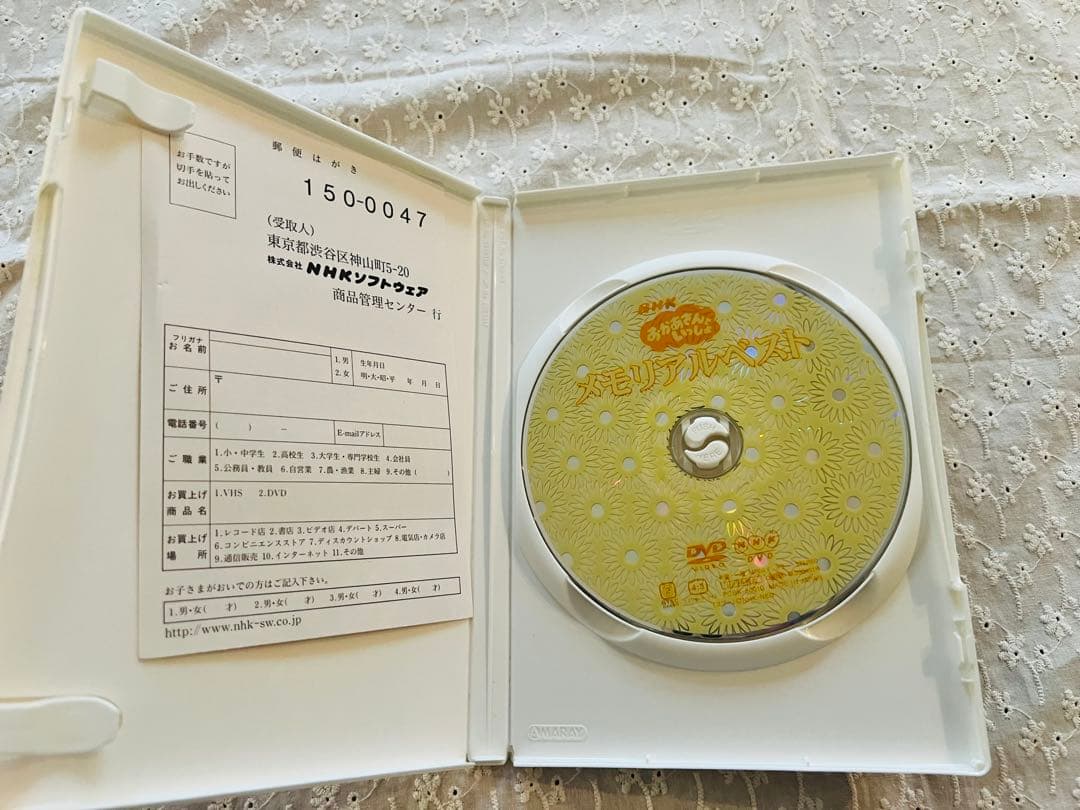 お手数ですが
切手を貼って
お出しください
郵便はがき
150-0047
(受取人)
東京都渋谷区神山町5-20
株式会社 NHKソフトウェア
商品管理センター 行
フリガナ
お名前
1.男
2.女
生年月日
明・大・昭・平 年 月 日
ご住所
〒
電話番号
( ) −
E-mailアドレス
ご職業
1.小・中学生 2.高校生 3.大学生・専門学校生 4.会社員
5.公務員・教員 6.自営業 7.農・漁業 8.主婦 9.その他( )
お買上げ
商品名
1.VHS 2.DVD
お買上げ
場所
1.レコード店 2.書店 3.ビデオ店 4.デパート 5.スーパー
6.コンビニエンスストア 7.ディスカウントショップ 8.電気店・カメラ店
9.通信販売 10.インターネット 11.その他
お子さまがおいでの方はご記入下さい。
1.男・女( 才) 2.男・女( 才) 3.男・女( 才) 4.男・女( 才)
http://www.nhk-sw.co.jp
NHK
おかあさんと
いっしょ
メモリアルベスト
PUSH
HERE
DVD
VIDEO
NHK
DVD
4:3
AMARAY